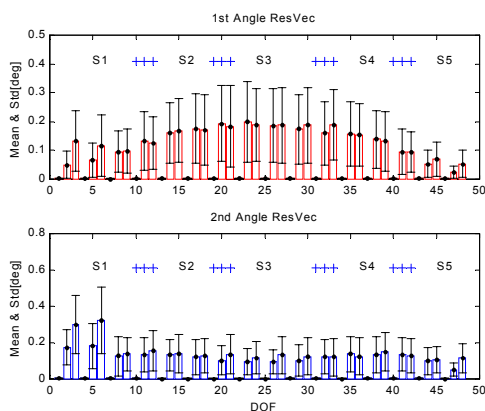 1st Angle ResVec
0.5
0.4
0.3
0.2
0.1
0
Mean & Std[deg]
S1 S2 S3 S4 S5
0 5 10 15 20 25 30 35 40 45 50
2nd Angle ResVec
0.8
0.6
0.4
0.2
0
Mean & Std[deg]
S1 S2 S3 S4 S5
0 5 10 15 20 25 30 35 40 45 50
DOF